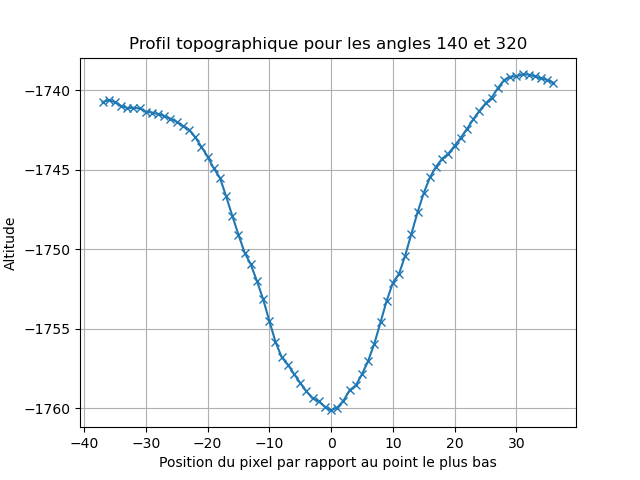 Profil topographique pour les angles 140 et 320
Altitude
−1740
−1745
−1750
−1755
−1760
−40 −30 −20 −10 0 10 20 30
Position du pixel par rapport au point le plus bas